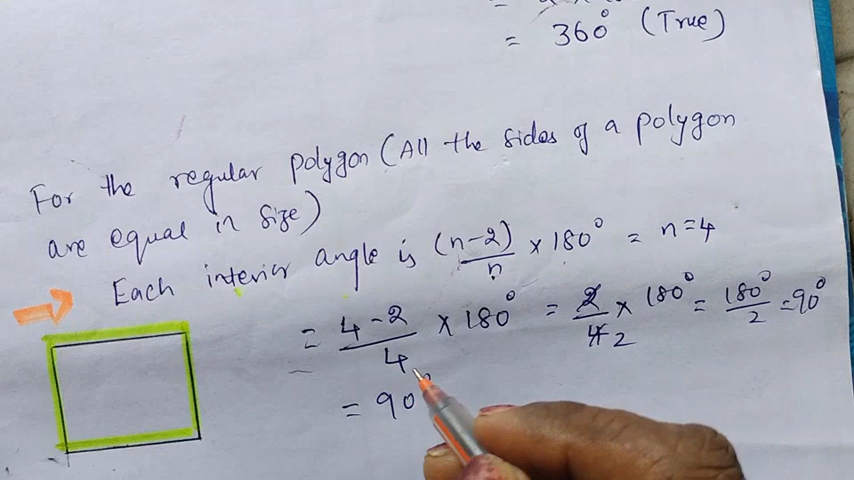 = 360° (True)
For the regular polygon (All the sides of a polygon
are equal in size)
Each interior angle is (n-2)/n × 180° = n=4
= 4-2/4 × 180° = 2/4 2 × 180° = 180°/2 = 90°
= 90